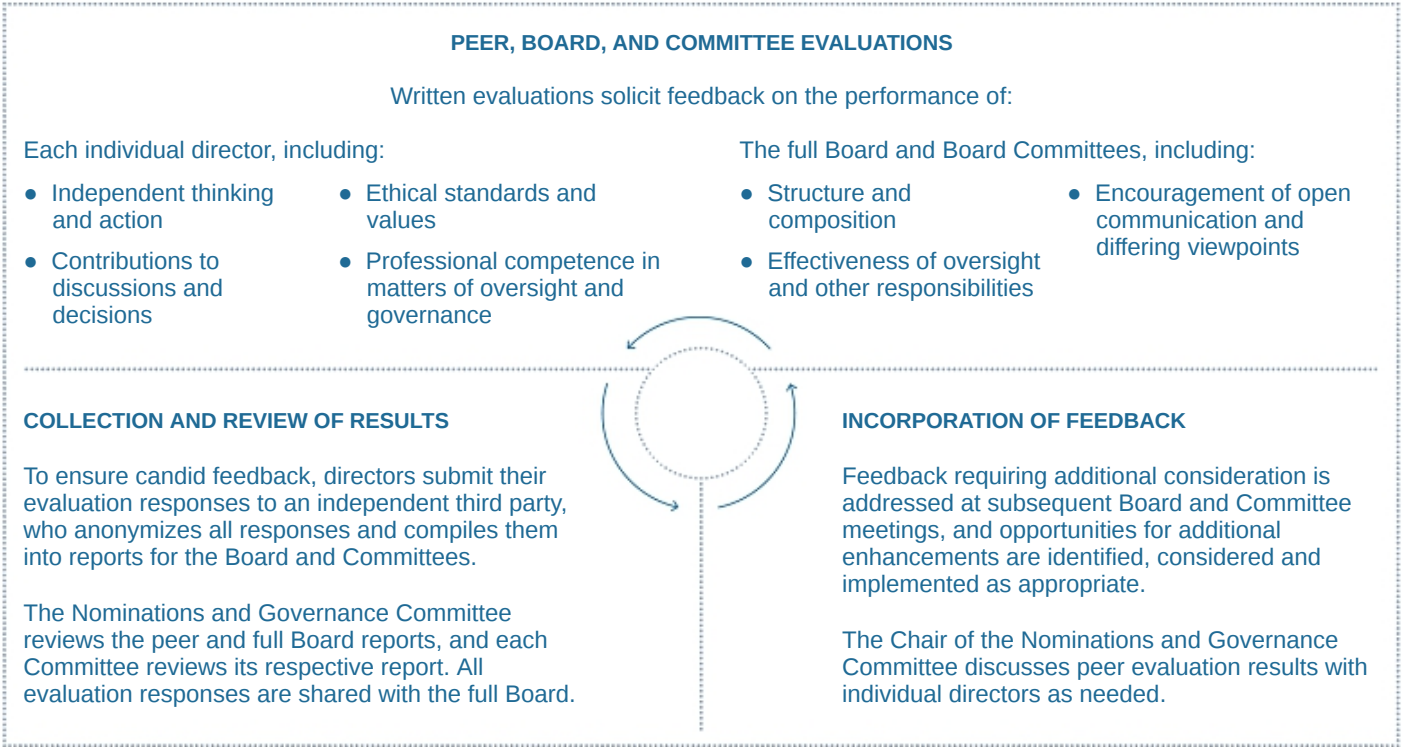 PEER, BOARD, AND COMMITTEE EVALUATIONS
Written evaluations solicit feedback on the performance of:
Each individual director, including:
● Independent thinking
and action
● Contributions to
discussions and
decisions
● Ethical standards and
values
● Professional competence in
matters of oversight and
governance
The full Board and Board Committees, including:
● Structure and
composition
● Effectiveness of oversight
and other responsibilities
● Encouragement of open
communication and
differing viewpoints
COLLECTION AND REVIEW OF RESULTS
To ensure candid feedback, directors submit their
evaluation responses to an independent third party,
who anonymizes all responses and compiles them
into reports for the Board and Committees.
The Nominations and Governance Committee
reviews the peer and full Board reports, and each
Committee reviews its respective report. All
evaluation responses are shared with the full Board.
INCORPORATION OF FEEDBACK
Feedback requiring additional consideration is
addressed at subsequent Board and Committee
meetings, and opportunities for additional
enhancements are identified, considered and
implemented as appropriate.
The Chair of the Nominations and Governance
Committee discusses peer evaluation results with
individual directors as needed.